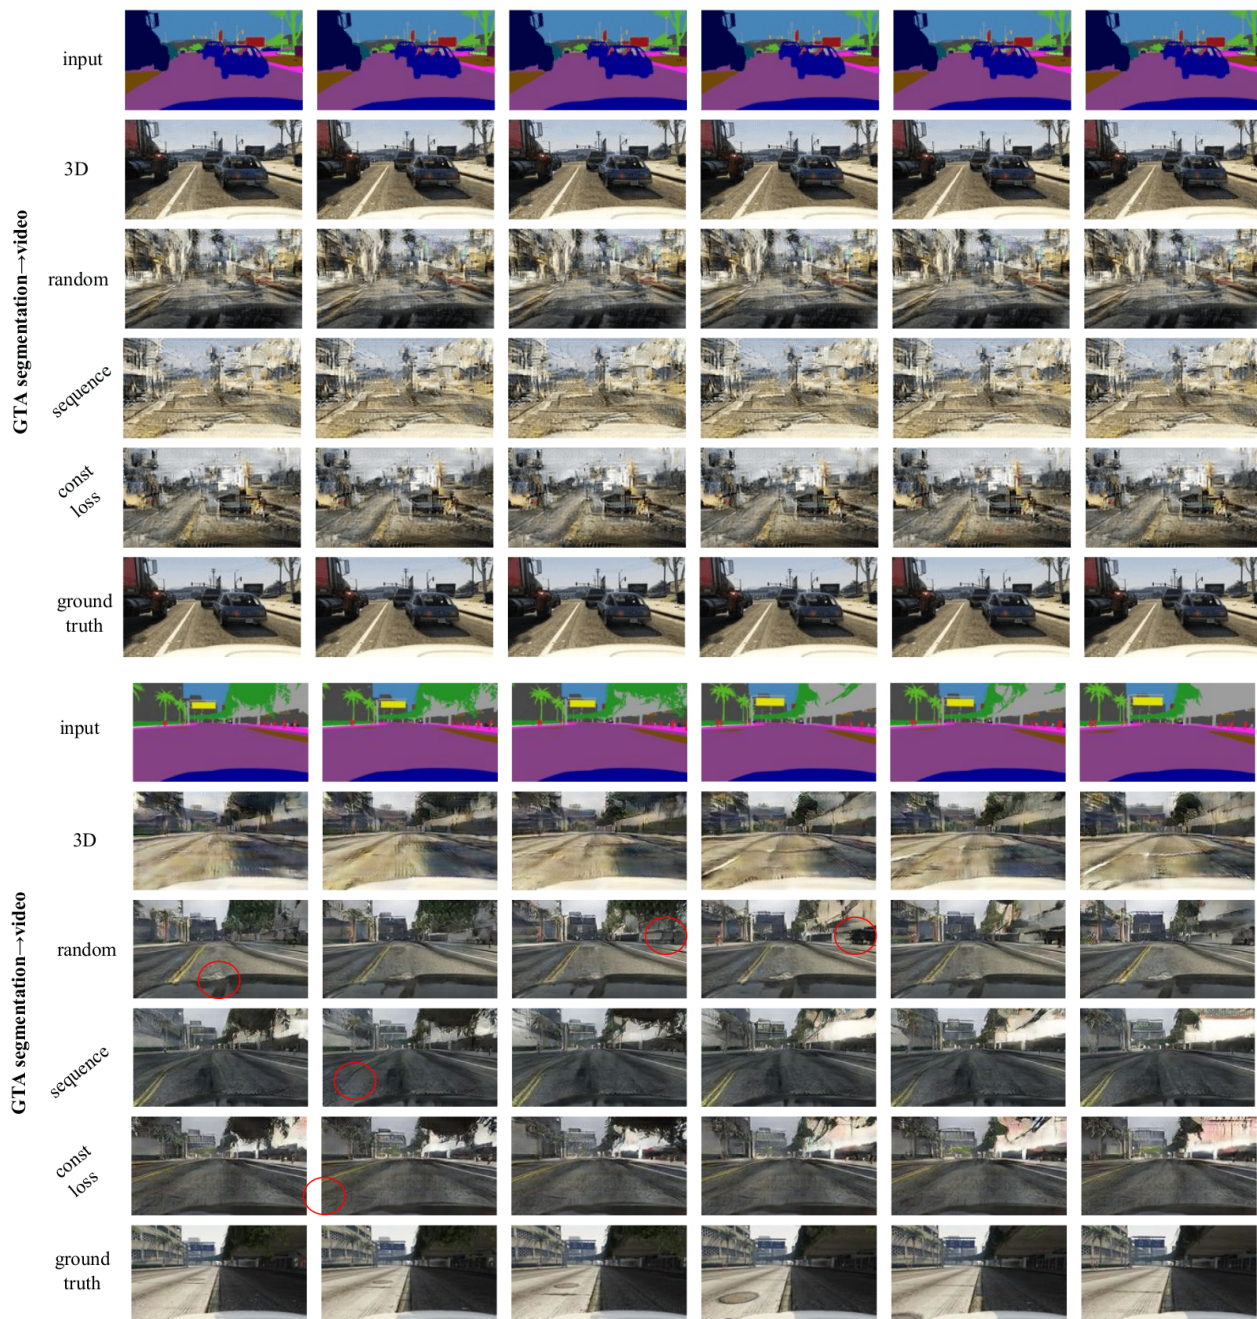 GTA segmentation→video
input
3D
random
sequence
const
loss
ground
truth
GTA segmentation→video
input
3D
random
sequence
const
loss
ground
truth